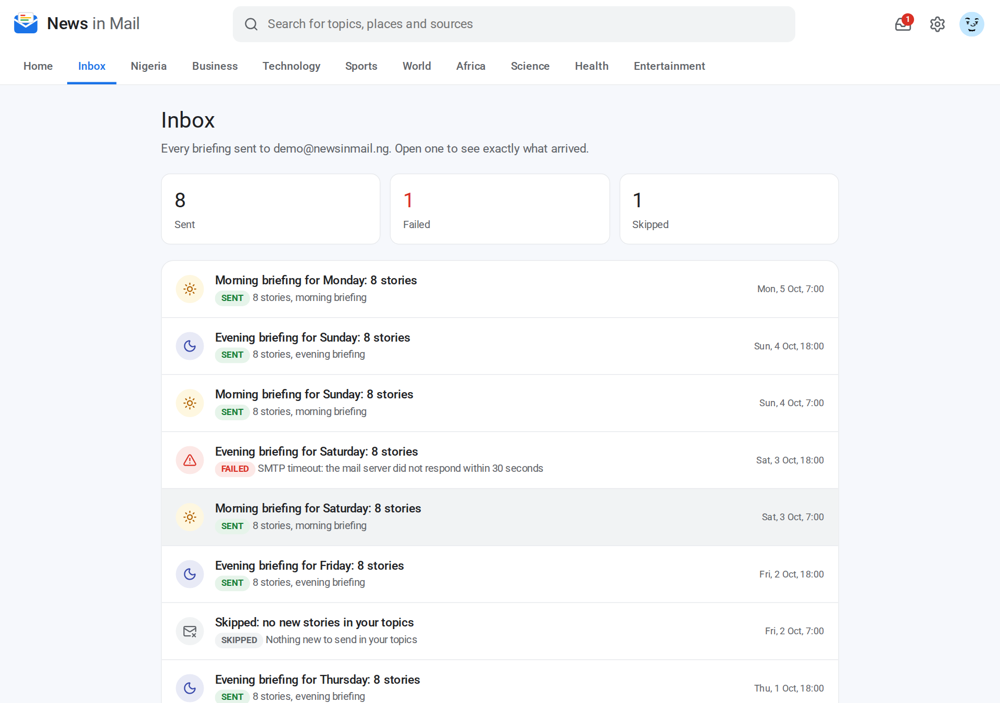 News in Mail
Search for topics, places and sources
1
Home Inbox Nigeria Business Technology Sports World Africa Science Health Entertainment
Inbox
Every briefing sent to demo@newsinmail.ng. Open one to see exactly what arrived.
8
Sent
1
Failed
1
Skipped
Morning briefing for Monday: 8 stories
SENT 8 stories, morning briefing
Mon, 5 Oct, 7:00
Evening briefing for Sunday: 8 stories
SENT 8 stories, evening briefing
Sun, 4 Oct, 18:00
Morning briefing for Sunday: 8 stories
SENT 8 stories, morning briefing
Sun, 4 Oct, 7:00
Evening briefing for Saturday: 8 stories
FAILED SMTP timeout: the mail server did not respond within 30 seconds
Sat, 3 Oct, 18:00
Morning briefing for Saturday: 8 stories
SENT 8 stories, morning briefing
Sat, 3 Oct, 7:00
Evening briefing for Friday: 8 stories
SENT 8 stories, evening briefing
Fri, 2 Oct, 18:00
Skipped: no new stories in your topics
SKIPPED Nothing new to send in your topics
Fri, 2 Oct, 7:00
Evening briefing for Thursday: 8 stories
SENT 8 stories, evening briefing
Thu, 1 Oct, 18:00